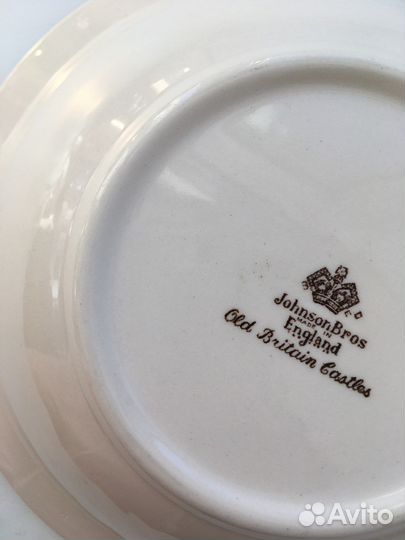 Johnson Bros
MADE IN
England
Old Britain Castles
Avito